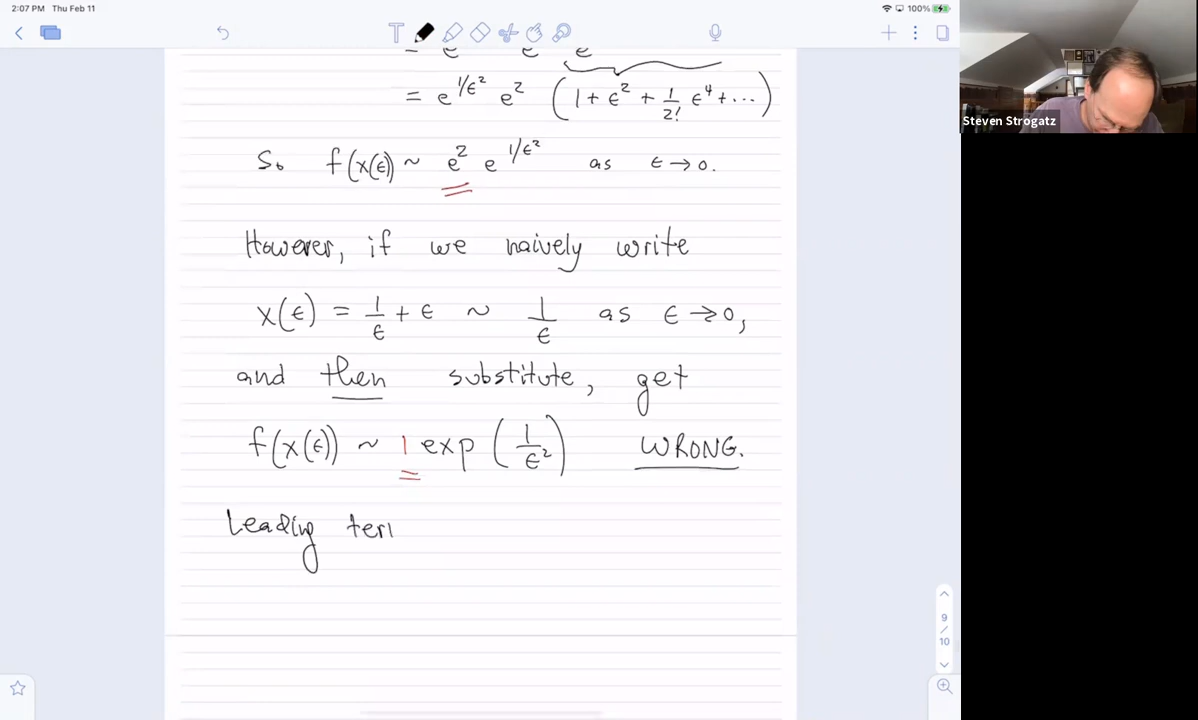 2:07 PM Thu Feb 11
100%
Steven Strogatz
= e^{1/ε²} e² (1 + ε² + 1/2! ε⁴ + ...)
So f(x(ε)) ~ e² e^{1/ε²} as ε → 0.
However, if we naively write
x(ε) = 1/ε + ε ~ 1/ε as ε → 0,
and then substitute, get
f(x(ε)) ~ 1 exp (1/ε²) WRONG.
Leading ter
9
/
10